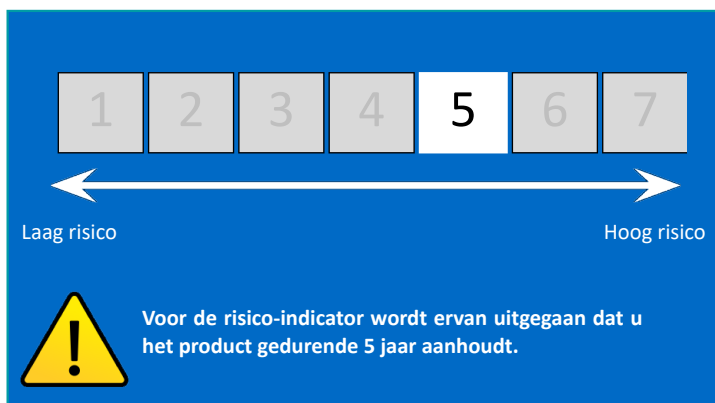 1 2 3 4 5 6 7
Laag risico Hoog risico
Voor de risico-indicator wordt ervan uitgegaan dat u
het product gedurende 5 jaar aanhoudt.